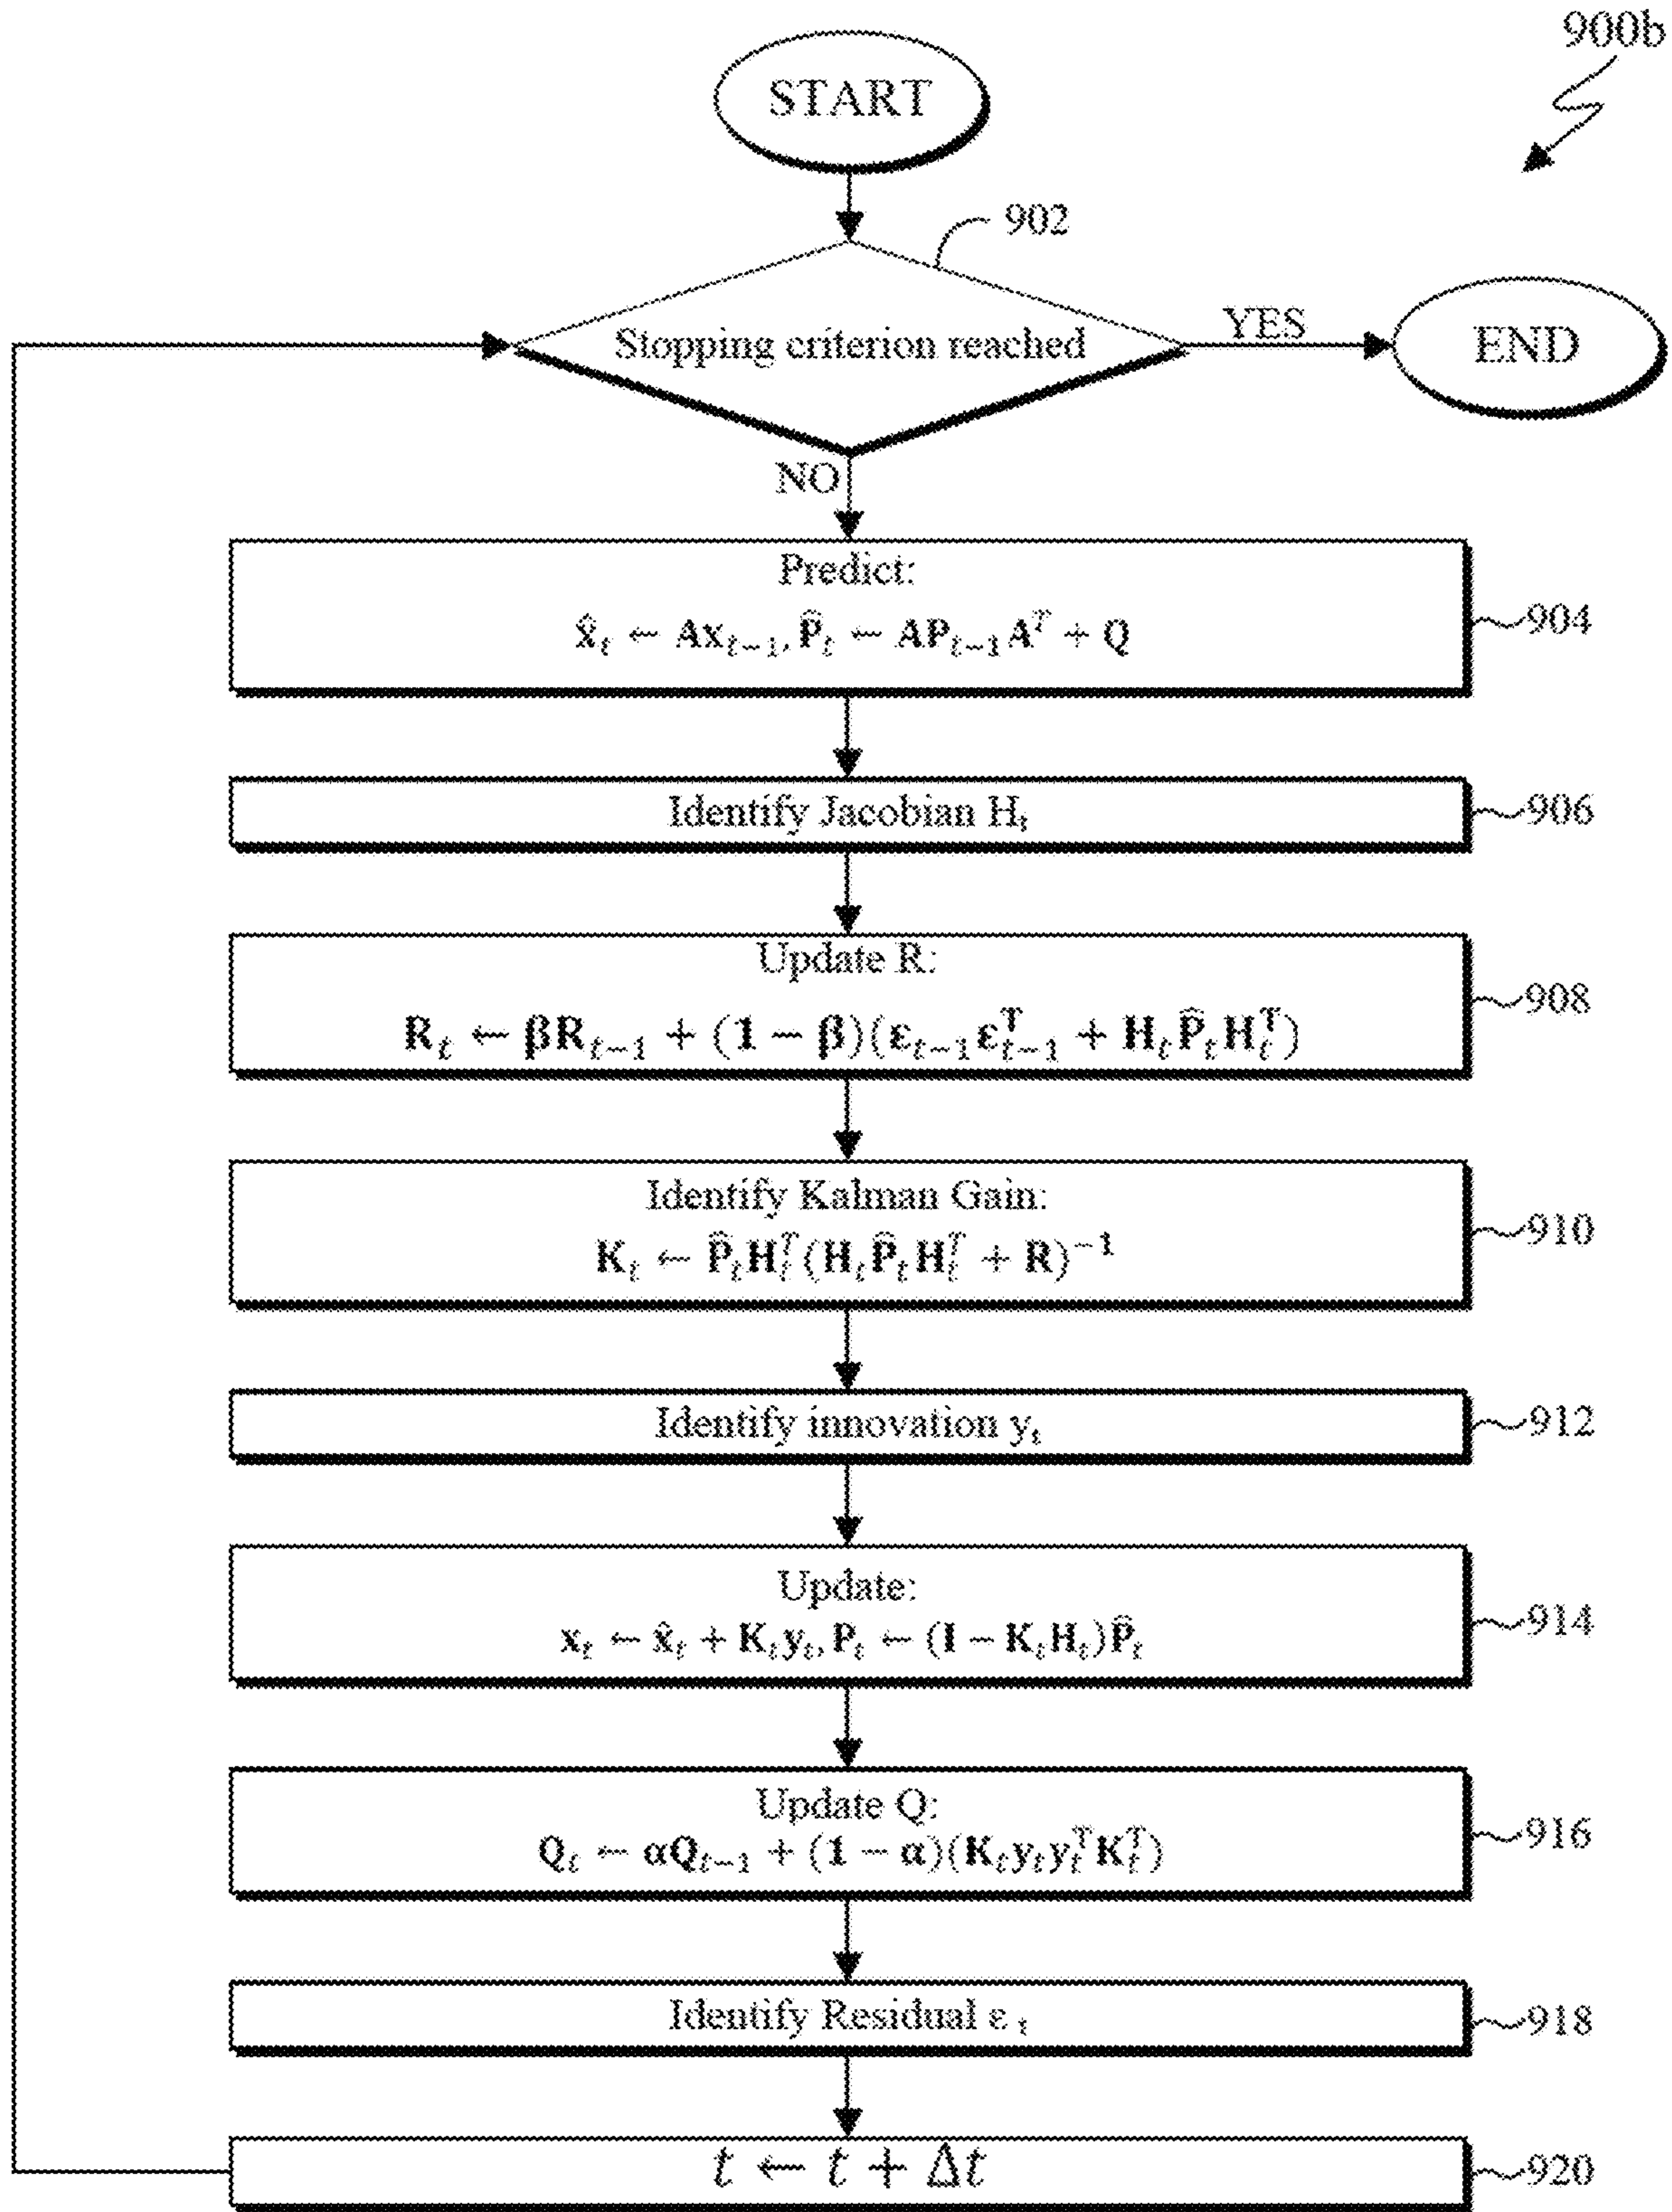 900b
START
902
Stopping criterion reached
YES
END
NO
Predict:
x̂ₜ ← Axₜ₋₁, P̂ₜ ← APₜ₋₁Aᵀ + Q
904
Identify Jacobian Hₜ
906
Update R:
Rₜ ← βRₜ₋₁ + (1 − β)(εₜ₋₁εᵀₜ₋₁ + HₜP̂ₜHₜᵀ)
908
Identify Kalman Gain:
Kₜ ← P̂ₜHₜᵀ(HₜP̂ₜHₜᵀ + R)⁻¹
910
Identify innovation yₜ
912
Update:
xₜ ← x̂ₜ + Kₜyₜ, Pₜ ← (I − KₜHₜ)P̂ₜ
914
Update Q:
Qₜ ← αQₜ₋₁ + (1 − α)(KₜyₜyₜᵀKₜᵀ)
916
Identify Residual εₜ
918
t ← t + Δt
920